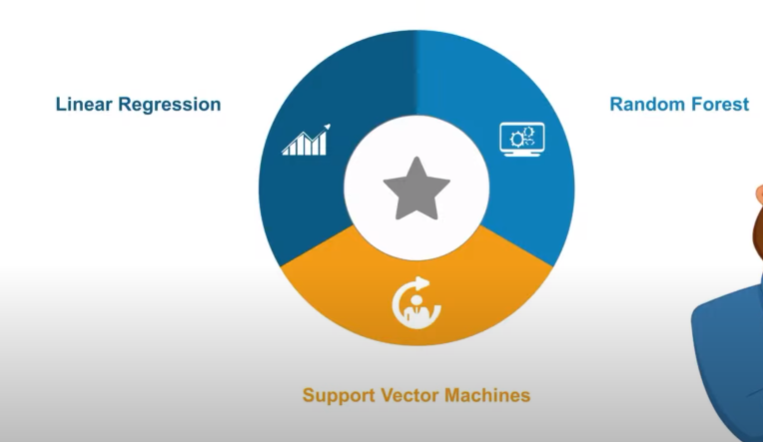 Linear Regression
Random Forest
Support Vector Machines